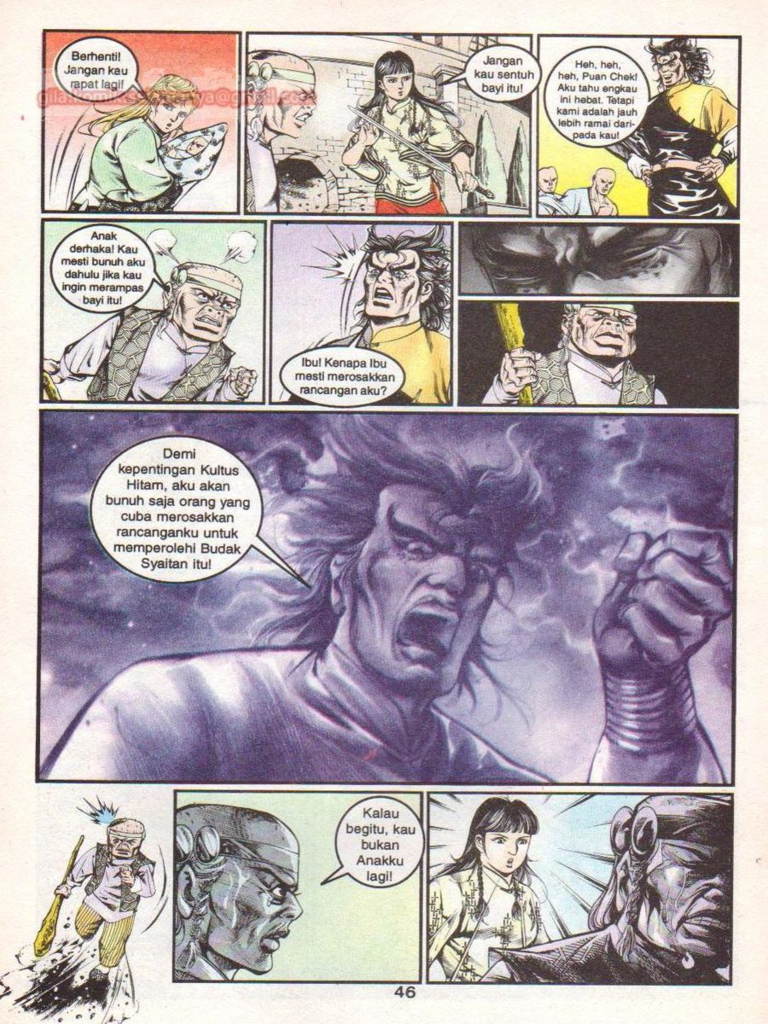 Berhenti!
Jangan kau
rapat lagi!
Jangan
kau sentuh
bayi itu!
Heh, heh,
heh, Puan Chek!
Aku tahu engkau
ini hebat. Tetapi
kami adalah jauh
lebih ramai dari-
pada kau!
Anak
derhaka! Kau
mesti bunuh aku
dahulu jika kau
ingin merampas
bayi itu!
Ibu! Kenapa Ibu
mesti merosakkan
rancangan aku?
Demi
kepentingan Kultus
Hitam, aku akan
bunuh saja orang yang
cuba merosakkan
rancanganku untuk
memperolehi Budak
Syaitan itu!
Kalau
begitu, kau
bukan
Anakku
lagi!
46